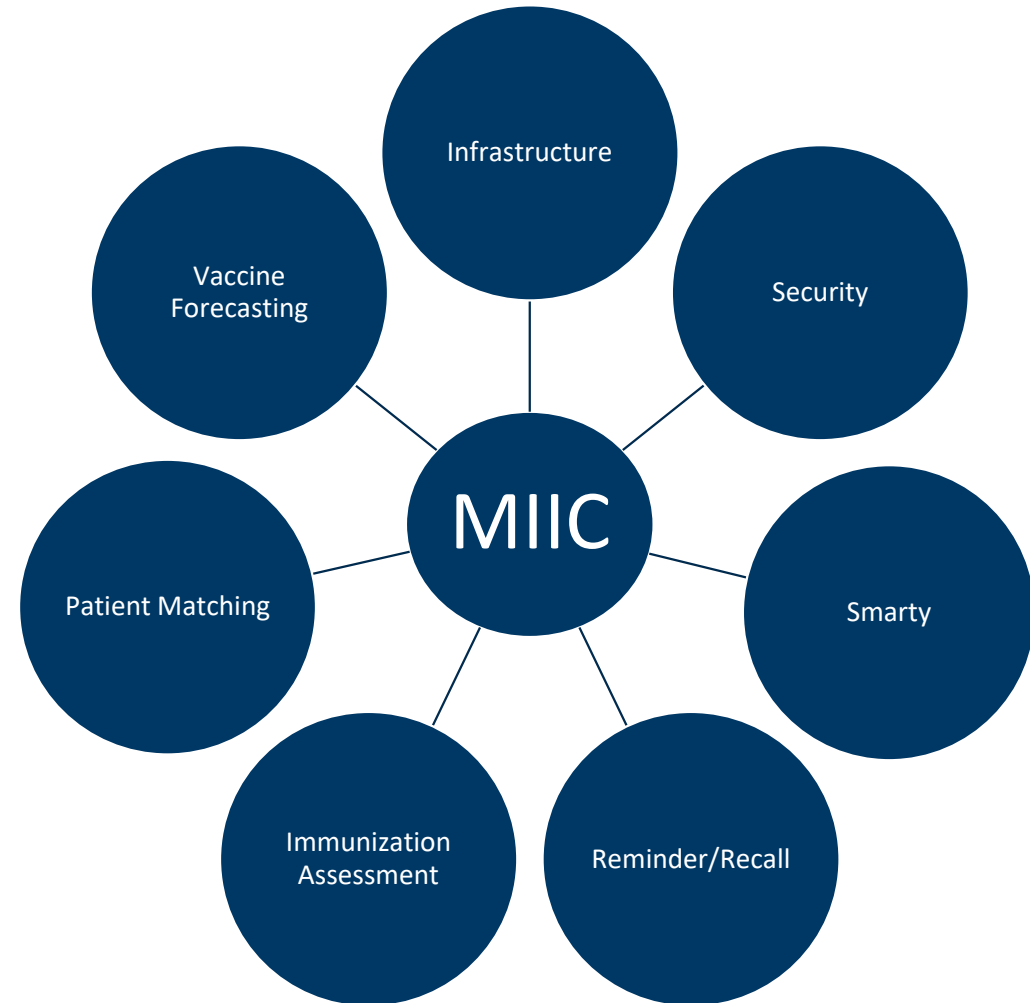 Infrastructure
Security
Smarty
Reminder/Recall
Immunization
Assessment
Patient Matching
Vaccine
Forecasting
MIIC